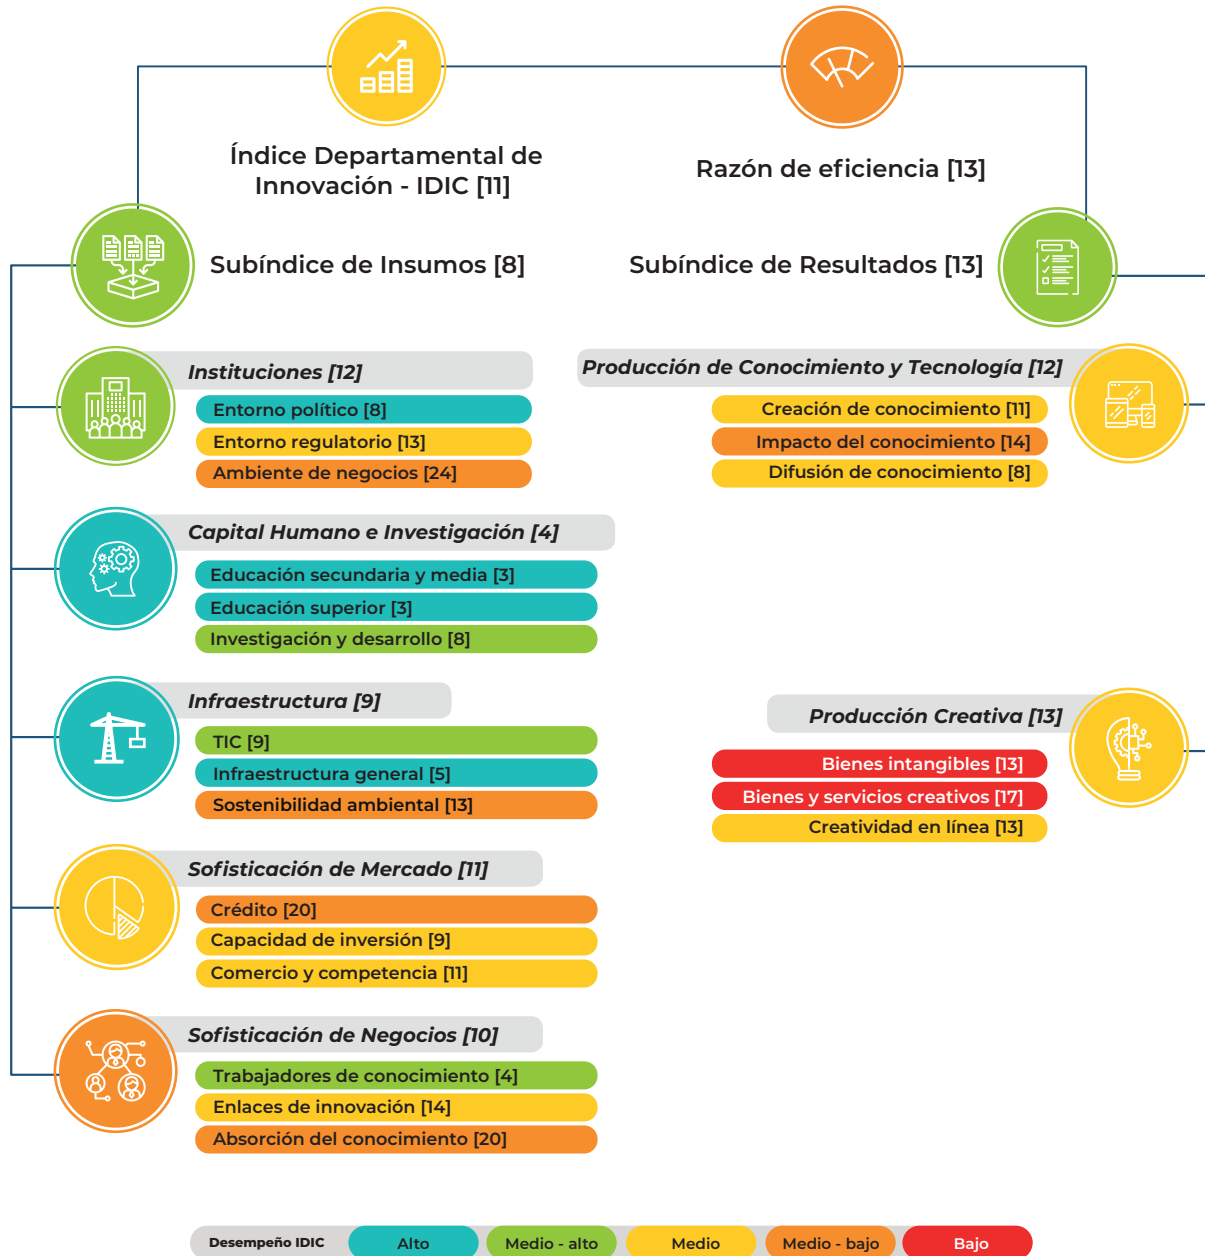 Índice Departamental de
Innovación - IDIC [11]
Razón de eficiencia [13]
Subíndice de Insumos [8]
Subíndice de Resultados [13]
Instituciones [12]
Entorno político [8]
Entorno regulatorio [13]
Ambiente de negocios [24]
Capital Humano e Investigación [4]
Educación secundaria y media [3]
Educación superior [3]
Investigación y desarrollo [8]
Infraestructura [9]
TIC [9]
Infraestructura general [5]
Sostenibilidad ambiental [13]
Sofisticación de Mercado [11]
Crédito [20]
Capacidad de inversión [9]
Comercio y competencia [11]
Sofisticación de Negocios [10]
Trabajadores de conocimiento [4]
Enlaces de innovación [14]
Absorción del conocimiento [20]
Producción de Conocimiento y Tecnología [12]
Creación de conocimiento [11]
Impacto del conocimiento [14]
Difusión de conocimiento [8]
Producción Creativa [13]
Bienes intangibles [13]
Bienes y servicios creativos [17]
Creatividad en línea [13]
Desempeño IDIC
Alto
Medio - alto
Medio
Medio - bajo
Bajo